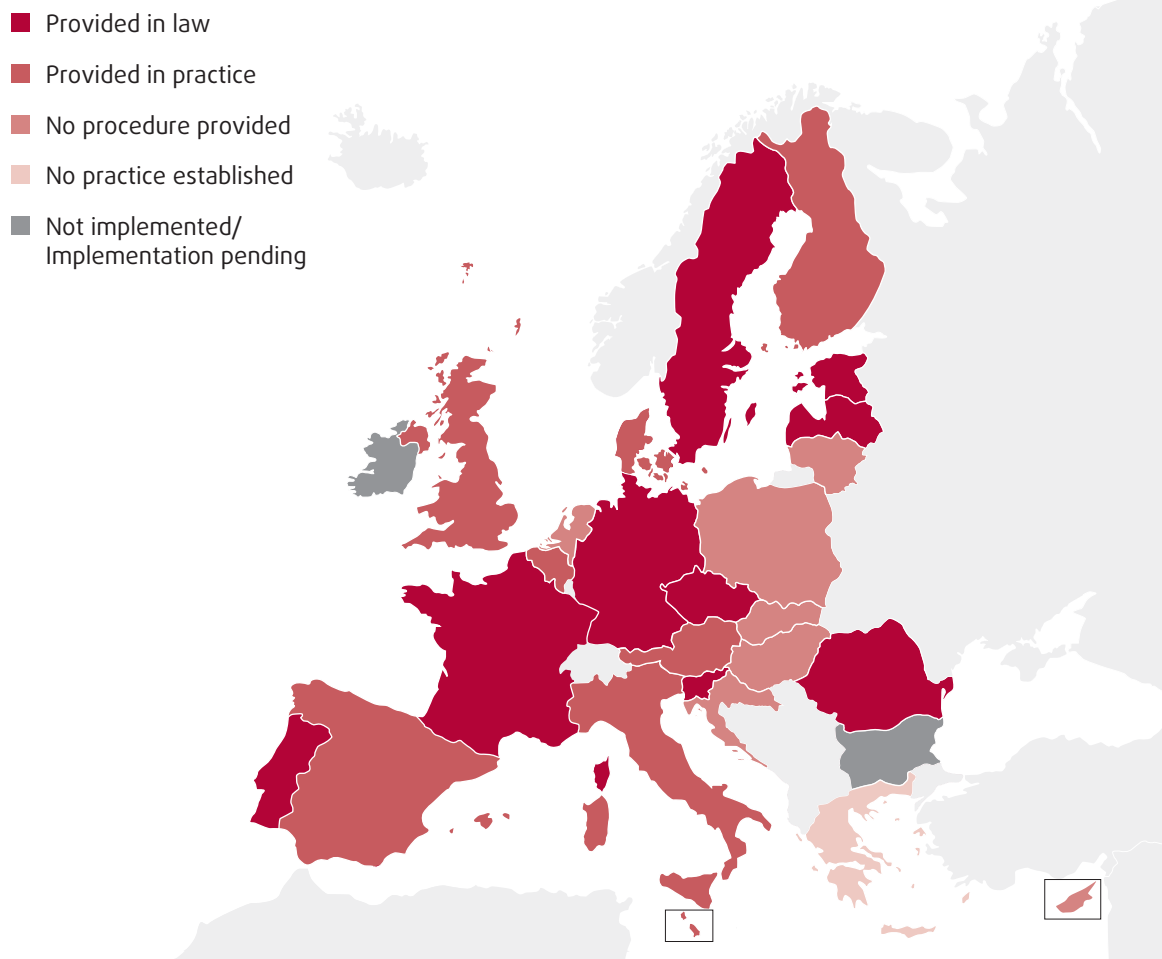 Provided in law
Provided in practice
No procedure provided
No practice established
Not implemented/
Implementation pending